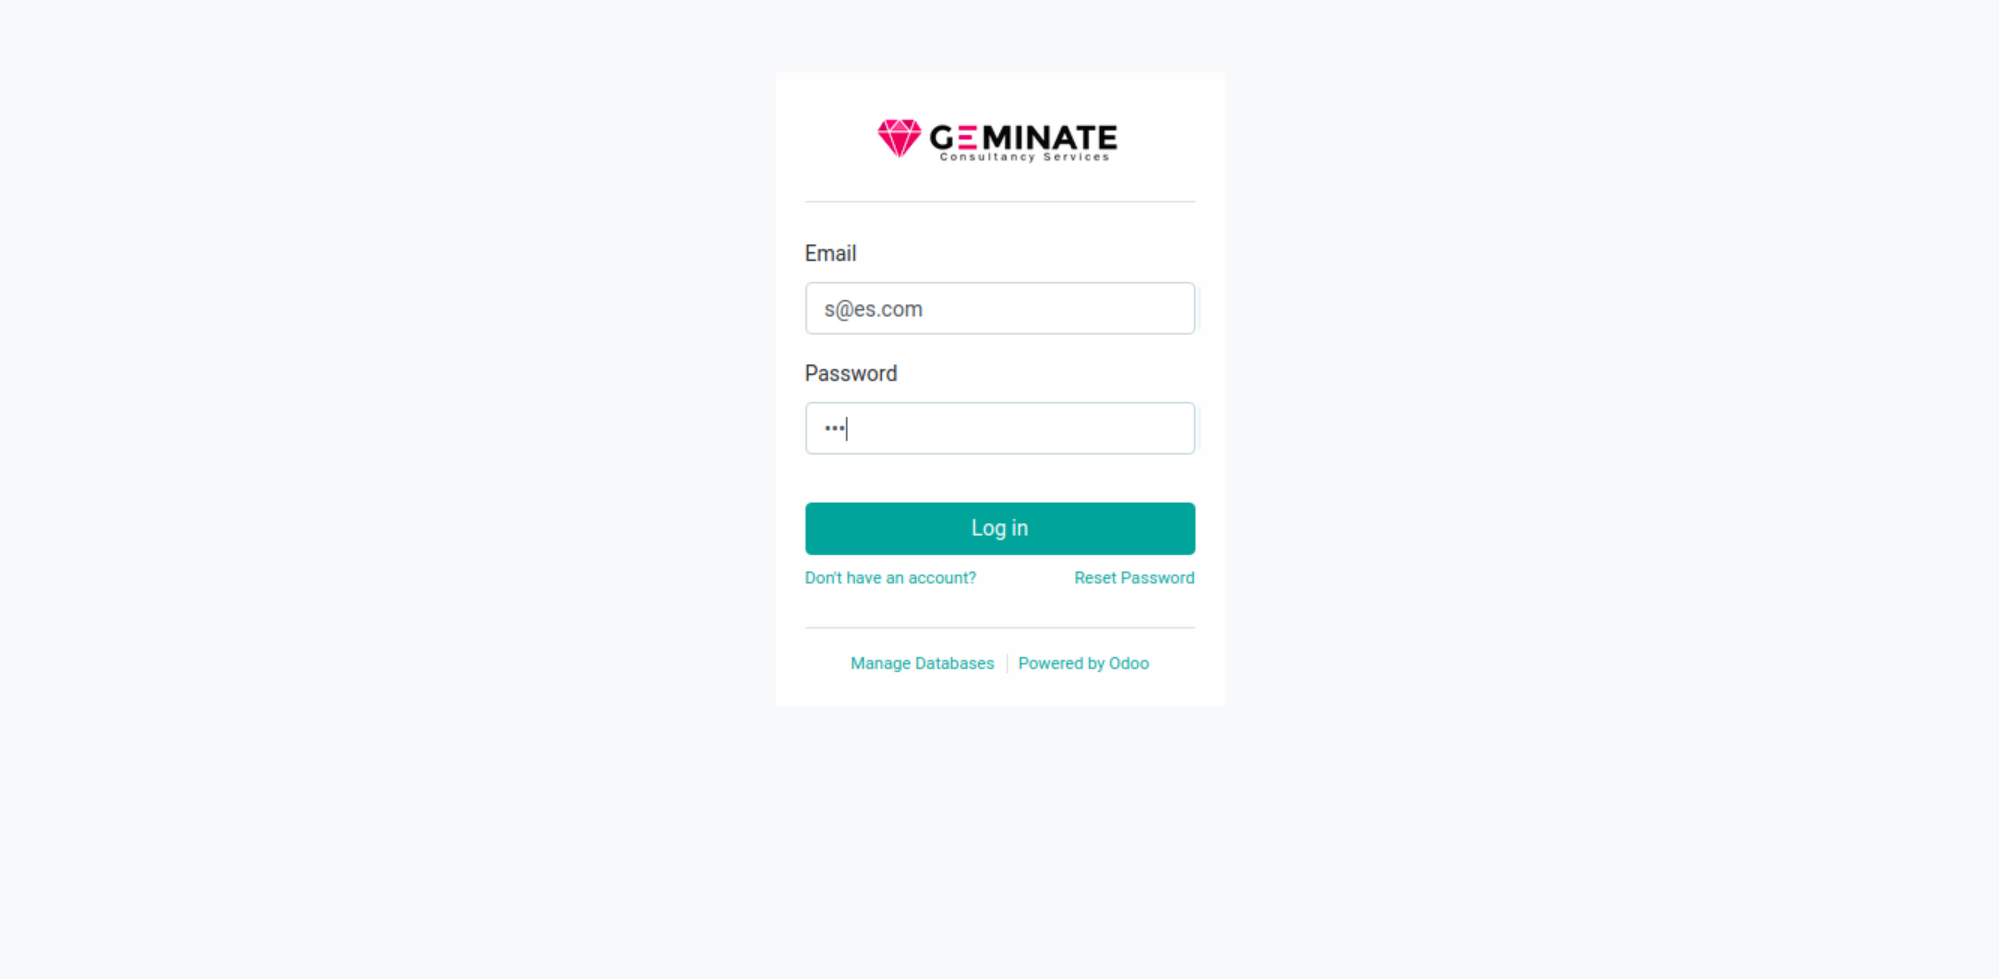 GEMINATE
Consultancy Services
Email
s@es.com
Password
•••
Log in
Don't have an account? Reset Password
Manage Databases Powered by Odoo